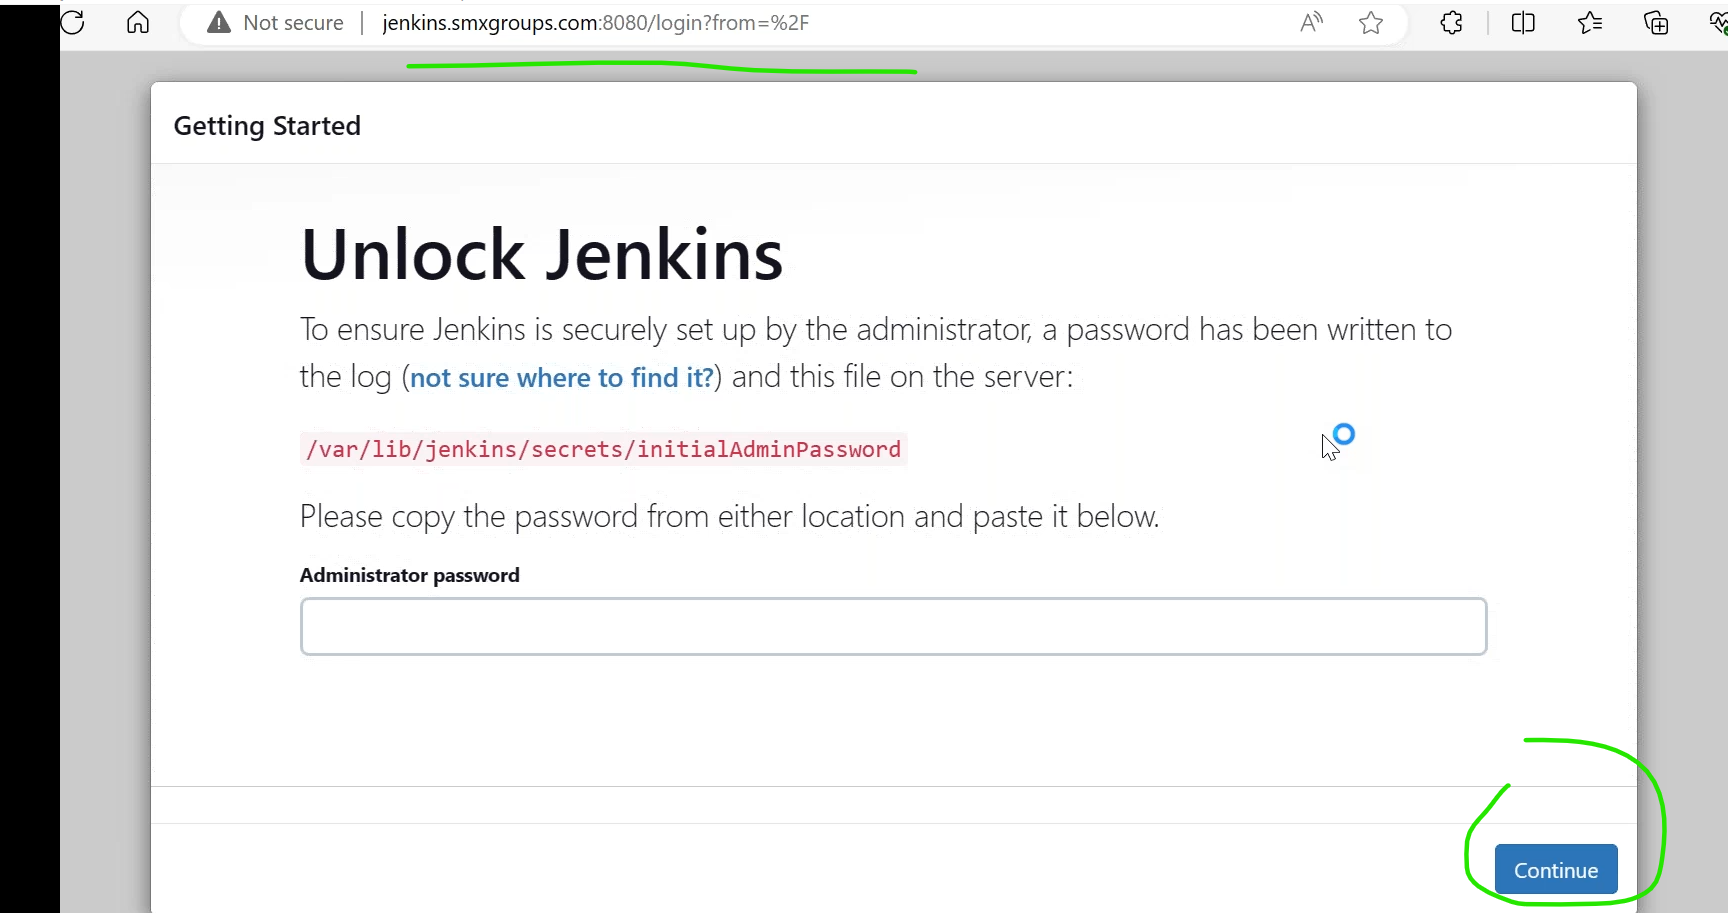 Not secure | jenkins.smxgroups.com:8080/login?from=%2F
Getting Started
Unlock Jenkins
To ensure Jenkins is securely set up by the administrator, a password has been written to
the log (not sure where to find it?) and this file on the server:
/var/lib/jenkins/secrets/initialAdminPassword
Please copy the password from either location and paste it below.
Administrator password
Continue